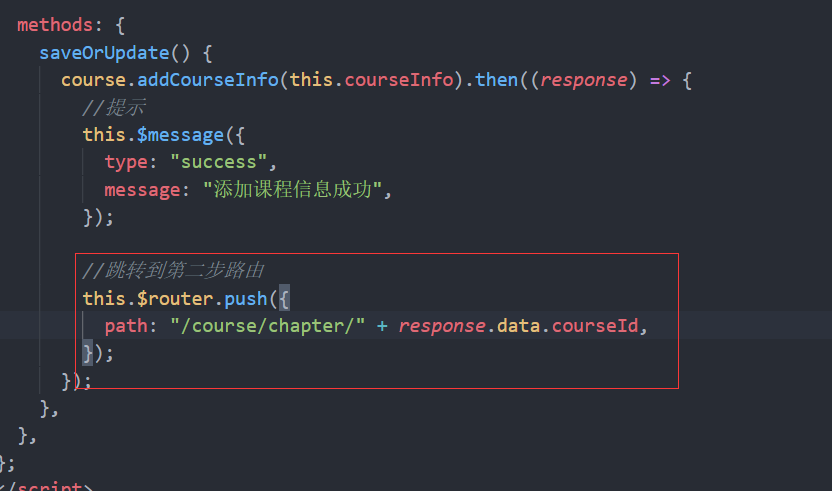 methods: {
saveOrUpdate() {
course.addCourseInfo(this.courseInfo).then((response) => {
//提示
this.$message({
type: "success",
message: "添加课程信息成功",
});
//跳转到第二步路由
this.$router.push({
path: "/course/chapter/" + response.data.courseId,
});
});
},
},
};
</script>